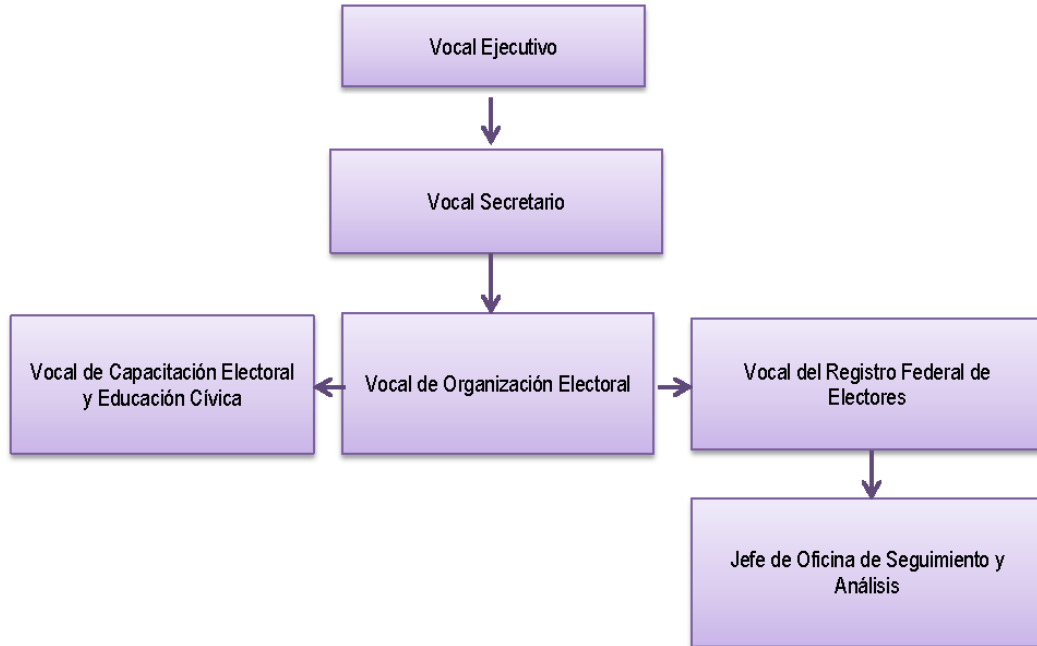 Vocal Ejecutivo
Vocal Secretario
Vocal de Capacitación Electoral
y Educación Cívica
Vocal de Organización Electoral
Vocal del Registro Federal de
Electores
Jefe de Oficina de Seguimiento y
Análisis